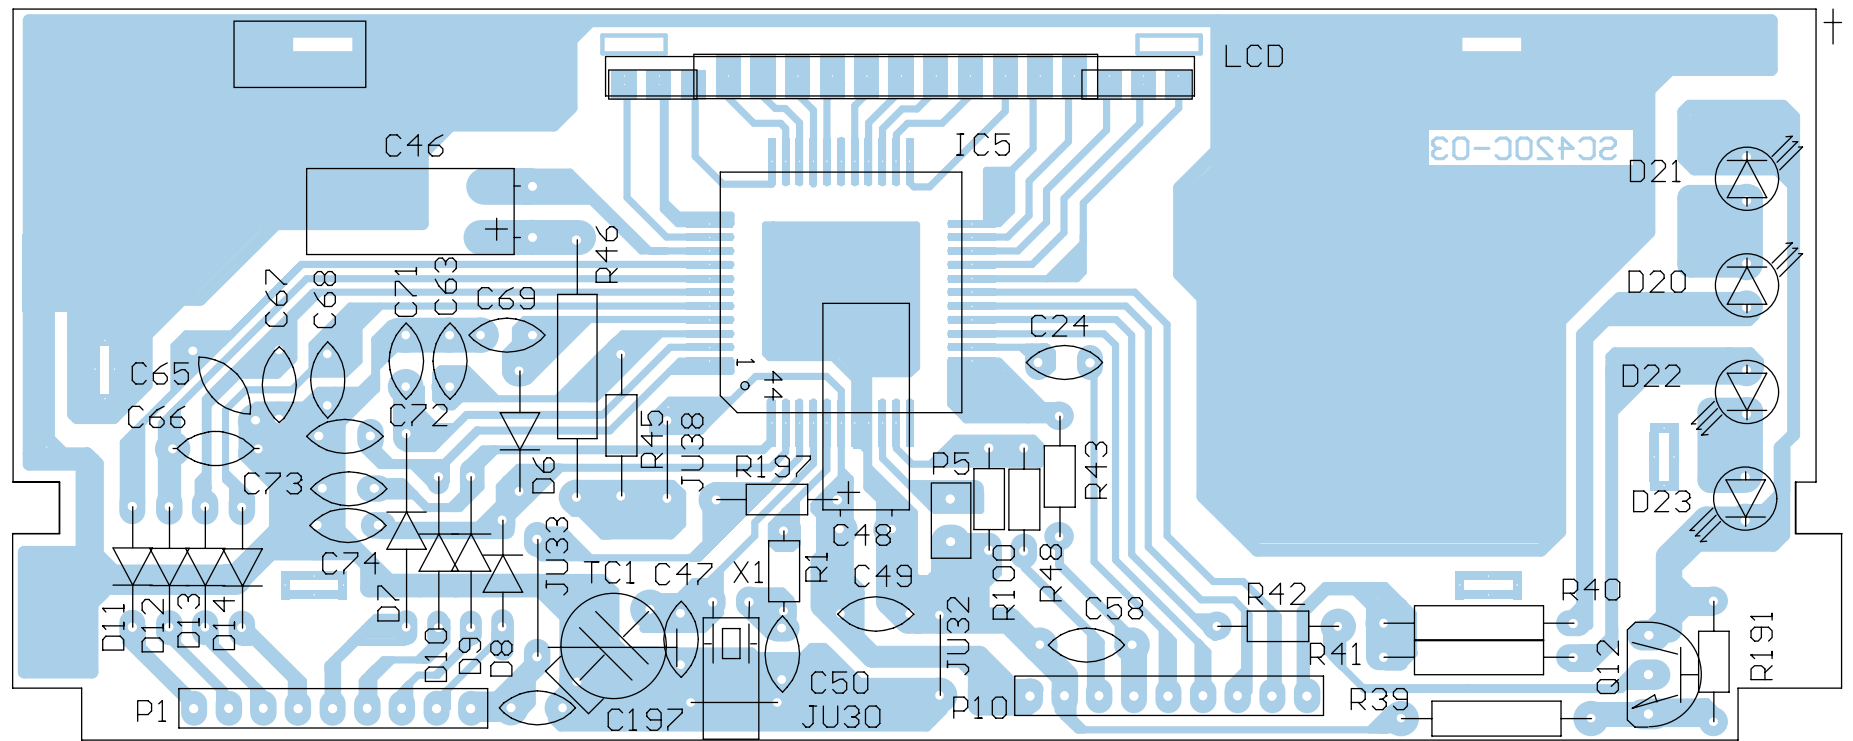 LCD
C46
IC5
SC420C-03
D21
R46
C67
C68
C71
C63
C69
D20
C24
C65
1
44
D22
C66
C72
R45
JU38
C73
D6
R197
P5
R43
D23
C48
C74
JU33
TC1
C47
X1
R1
C49
R100
R48
D11
D12
D13
D14
D7
D10
D9
D8
JU32
C58
R42
R40
R41
Q12
R191
C50
P1
C197
JU30
P10
R39